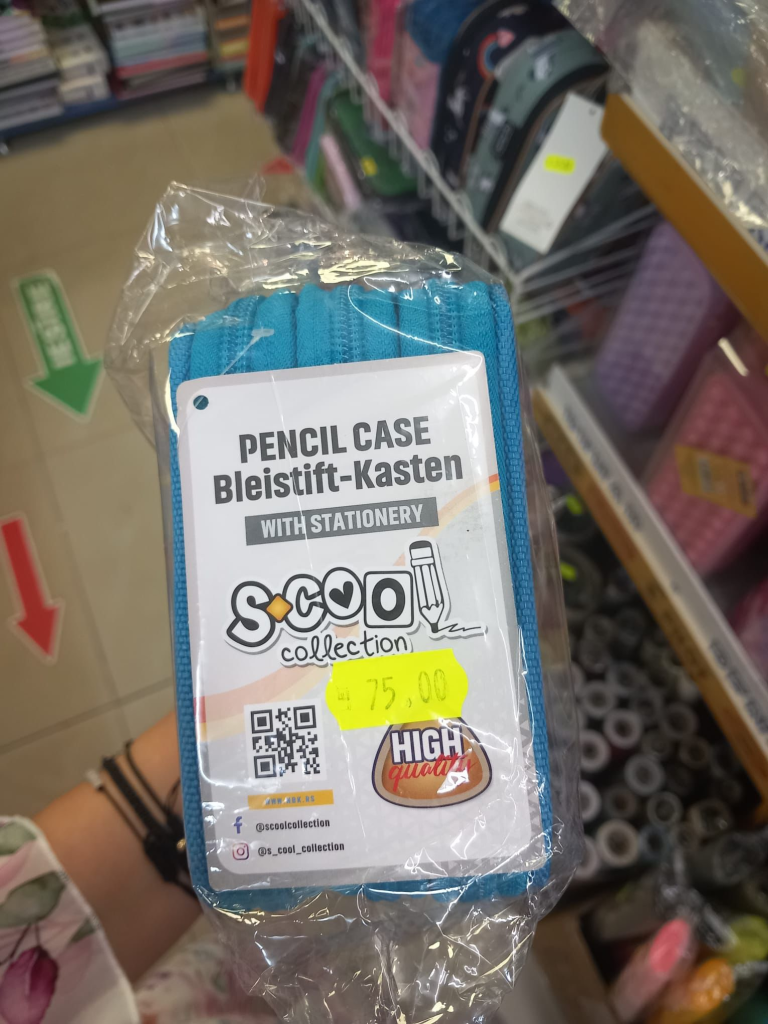 PENCIL CASE
Bleistift-Kasten
WITH STATIONERY
S•COOL
collection
75,00
HIGH
quality
@scoolcollection
@s_cool_collection